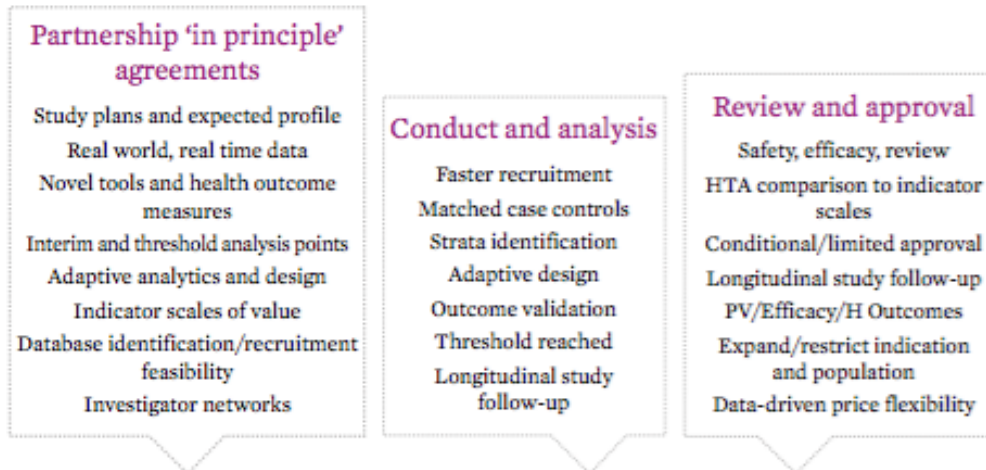 Partnership ‘in principle’
agreements
Study plans and expected profile
Real world, real time data
Novel tools and health outcome
measures
Interim and threshold analysis points
Adaptive analytics and design
Indicator scales of value
Database identification/recruitment
feasibility
Investigator networks
Conduct and analysis
Faster recruitment
Matched case controls
Strata identification
Adaptive design
Outcome validation
Threshold reached
Longitudinal study
follow-up
Review and approval
Safety, efficacy, review
HTA comparison to indicator
scales
Conditional/limited approval
Longitudinal study follow-up
PV/Efficacy/H Outcomes
Expand/restrict indication
and population
Data-driven price flexibility